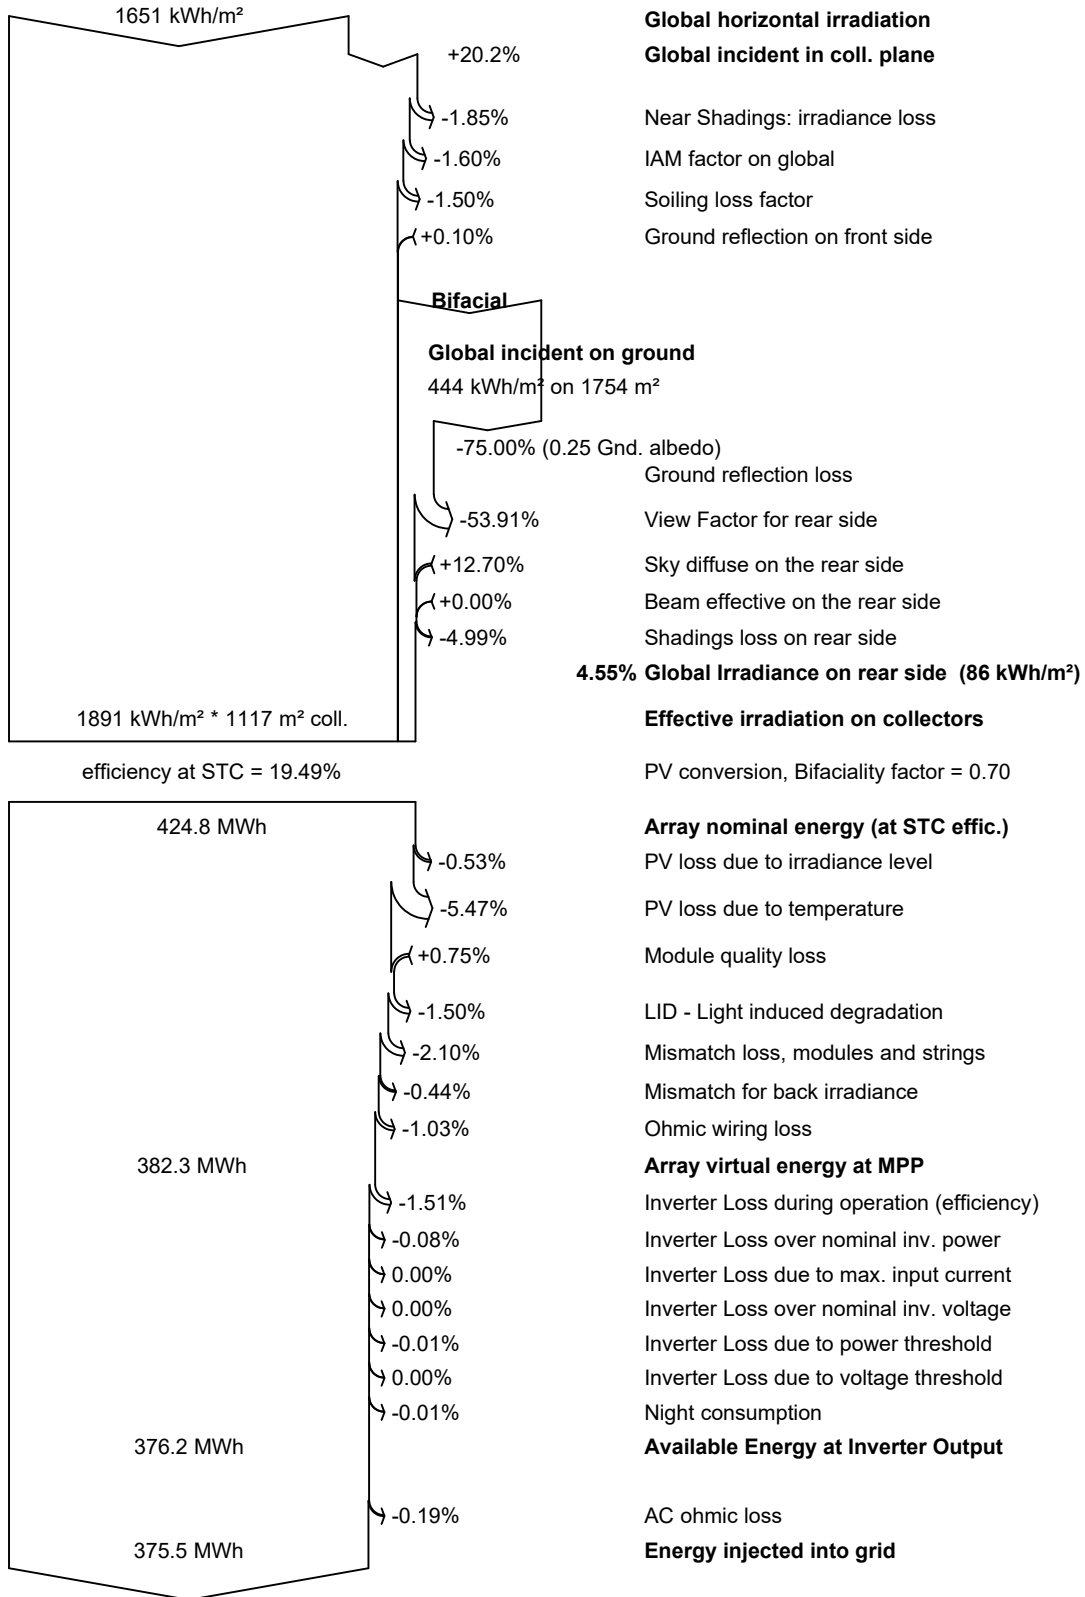 1651 kWh/m² Global horizontal irradiation
+20.2% Global incident in coll. plane
-1.85% Near Shadings: irradiance loss
-1.60% IAM factor on global
-1.50% Soiling loss factor
+0.10% Ground reflection on front side
Bifacial
Global incident on ground
444 kWh/m² on 1754 m²
-75.00% (0.25 Gnd. albedo)
Ground reflection loss
-53.91% View Factor for rear side
+12.70% Sky diffuse on the rear side
+0.00% Beam effective on the rear side
-4.99% Shadings loss on rear side
4.55% Global Irradiance on rear side (86 kWh/m²)
1891 kWh/m² * 1117 m² coll. Effective irradiation on collectors
efficiency at STC = 19.49% PV conversion, Bifaciality factor = 0.70
424.8 MWh Array nominal energy (at STC effic.)
-0.53% PV loss due to irradiance level
-5.47% PV loss due to temperature
+0.75% Module quality loss
-1.50% LID - Light induced degradation
-2.10% Mismatch loss, modules and strings
-0.44% Mismatch for back irradiance
-1.03% Ohmic wiring loss
382.3 MWh Array virtual energy at MPP
-1.51% Inverter Loss during operation (efficiency)
-0.08% Inverter Loss over nominal inv. power
0.00% Inverter Loss due to max. input current
0.00% Inverter Loss over nominal inv. voltage
-0.01% Inverter Loss due to power threshold
0.00% Inverter Loss due to voltage threshold
-0.01% Night consumption
376.2 MWh Available Energy at Inverter Output
-0.19% AC ohmic loss
375.5 MWh Energy injected into grid